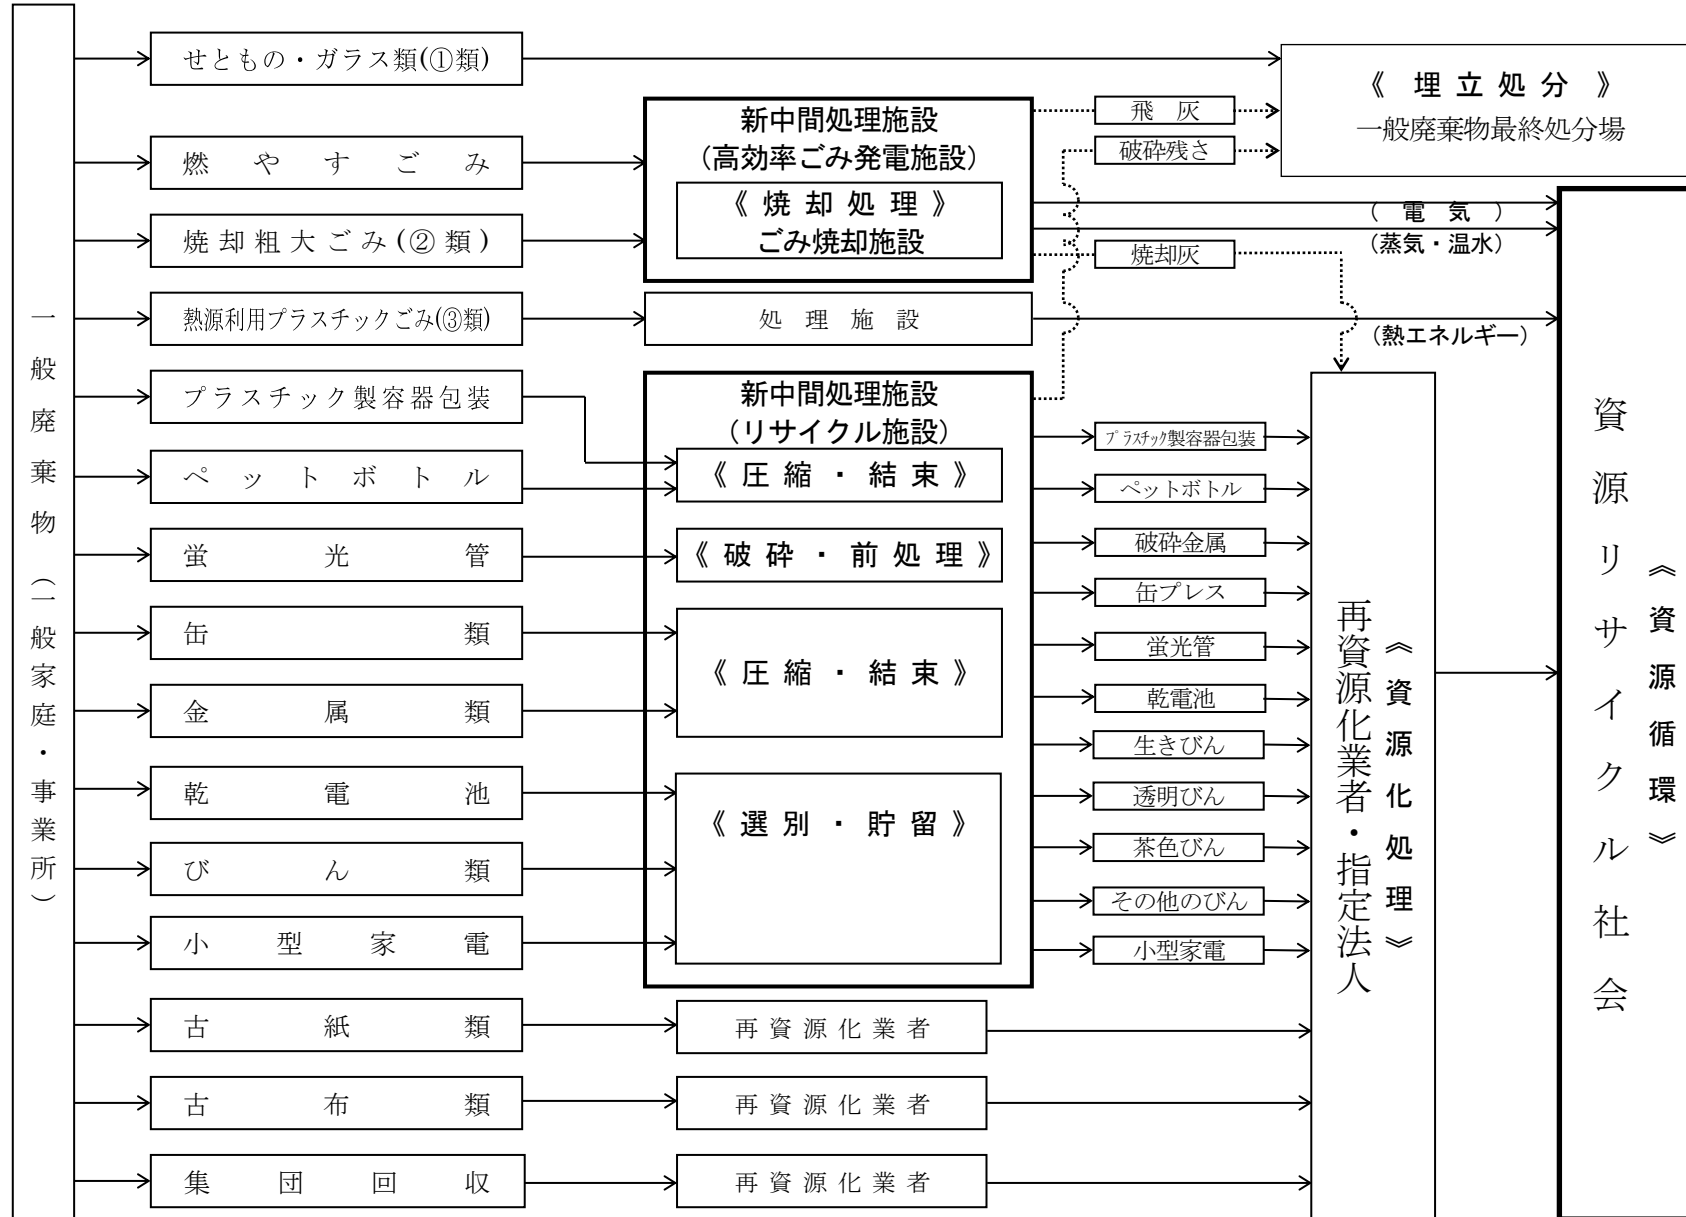 一般廃棄物（一般家庭・事業所）
せともの・ガラス類(①類)
燃やすごみ
焼却粗大ごみ(②類)
熱源利用プラスチックごみ(③類)
プラスチック製容器包装
ペットボトル
蛍光管
缶類
金属類
乾電池
びん類
小型家電
古紙類
古布類
集団回収
新中間処理施設
（高効率ごみ発電施設）
《焼却処理》
ごみ焼却施設
処理施設
新中間処理施設
（リサイクル施設）
《圧縮・結束》
《破砕・前処理》
《圧縮・結束》
《選別・貯留》
再資源化業者
再資源化業者
再資源化業者
飛灰
破砕残さ
焼却灰
プラスチック製容器包装
ペットボトル
破砕金属
缶プレス
蛍光管
乾電池
生きびん
透明びん
茶色びん
その他のびん
小型家電
《埋立処分》
一般廃棄物最終処分場
（電気）
（蒸気・温水）
（熱エネルギー）
《資源化処理》
再資源化業者・指定法人
《資源循環》
資源リサイクル社会